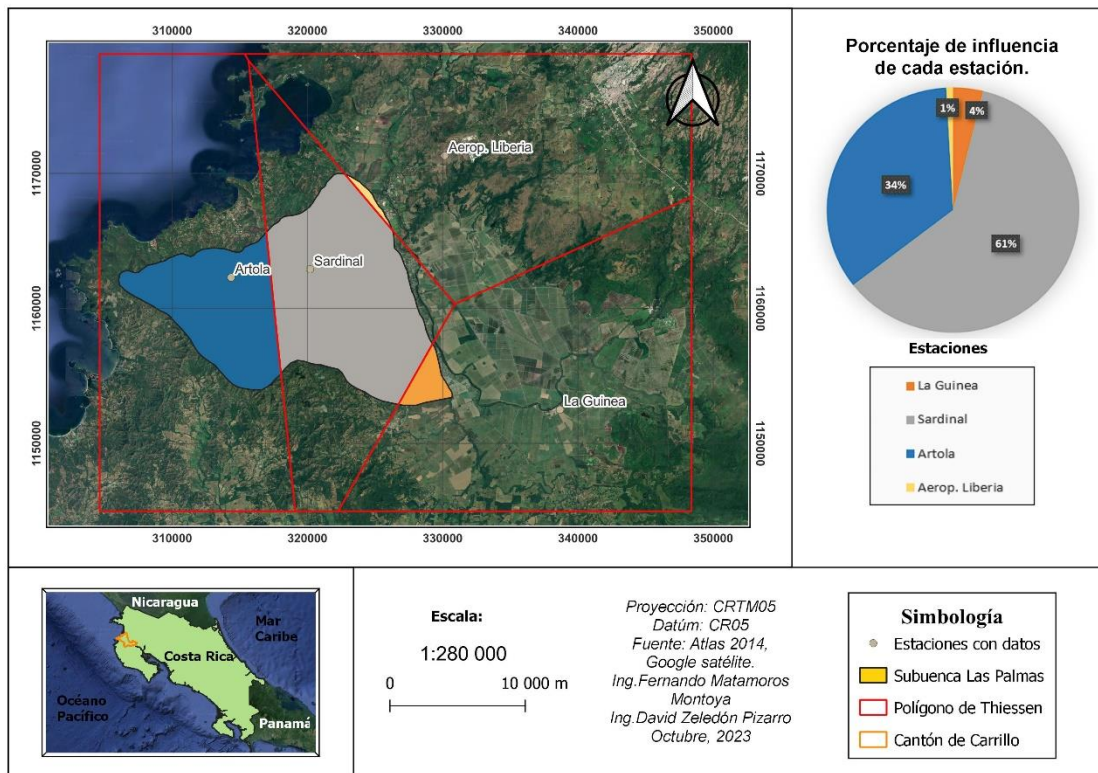 310000 320000 330000 340000 350000
1170000
1160000
1150000
1170000
1160000
1150000
Aerop. Liberia
Artola
Sardinal
La Guinea
310000 320000 330000 340000 350000
Porcentaje de influencia
de cada estación.
1%
4%
34%
61%
Estaciones
La Guinea
Sardinal
Artola
Aerop. Liberia
Nicaragua
Mar
Caribe
Costa Rica
Océano
Pacífico
Panamá
Escala:
1:280 000
0 10 000 m
Proyección: CRTM05
Datúm: CR05
Fuente: Atlas 2014,
Google satélite.
Ing.Fernando Matamoros
Montoya
Ing.David Zeledón Pizarro
Octubre, 2023
Simbología
Estaciones con datos
Subuenca Las Palmas
Polígono de Thiessen
Cantón de Carrillo